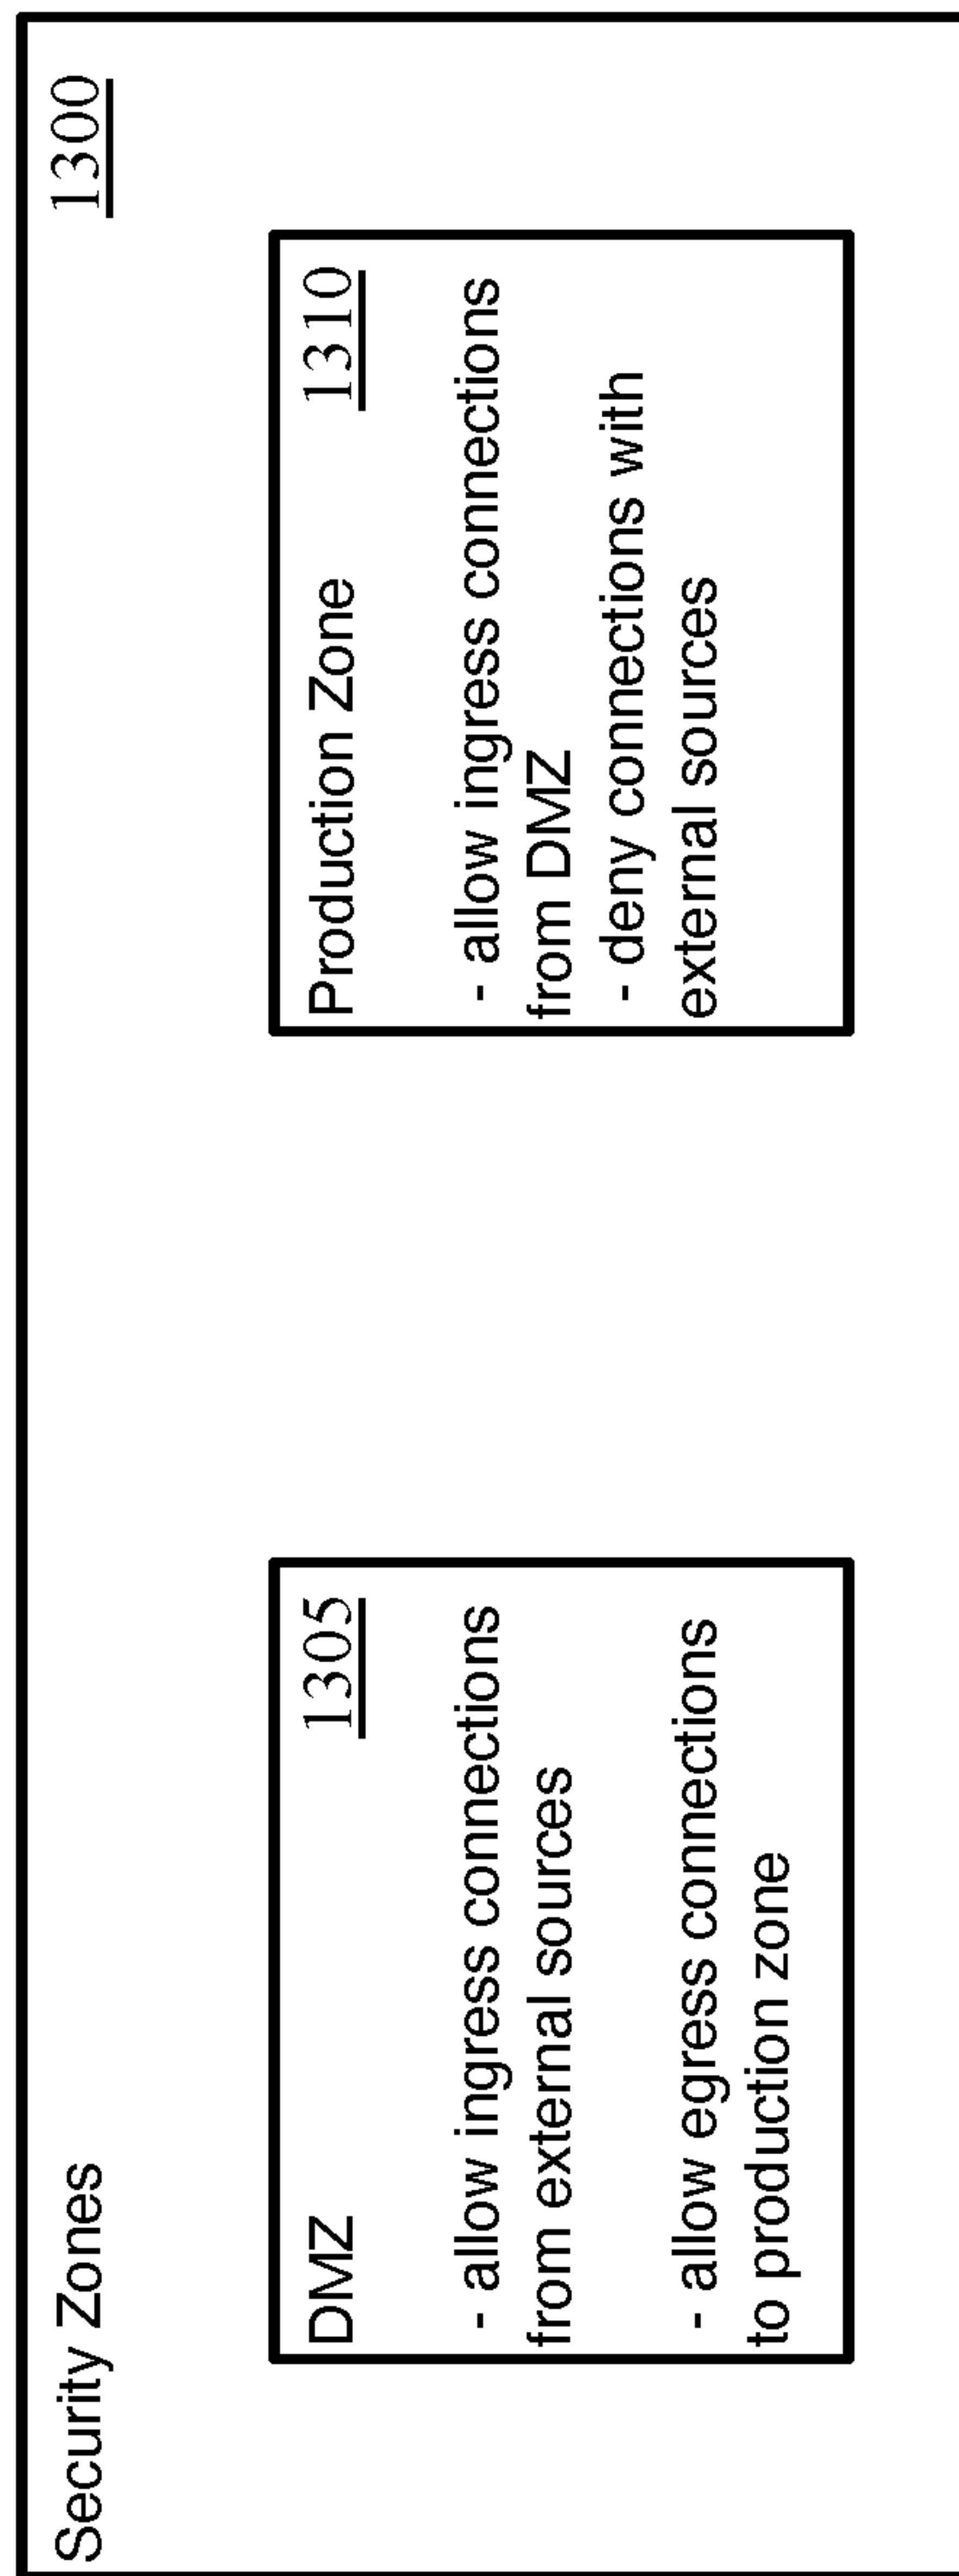 Security Zones 1300
DMZ 1305
- allow ingress connections
from external sources
- allow egress connections
to production zone
Production Zone 1310
- allow ingress connections
from DMZ
- deny connections with
external sources